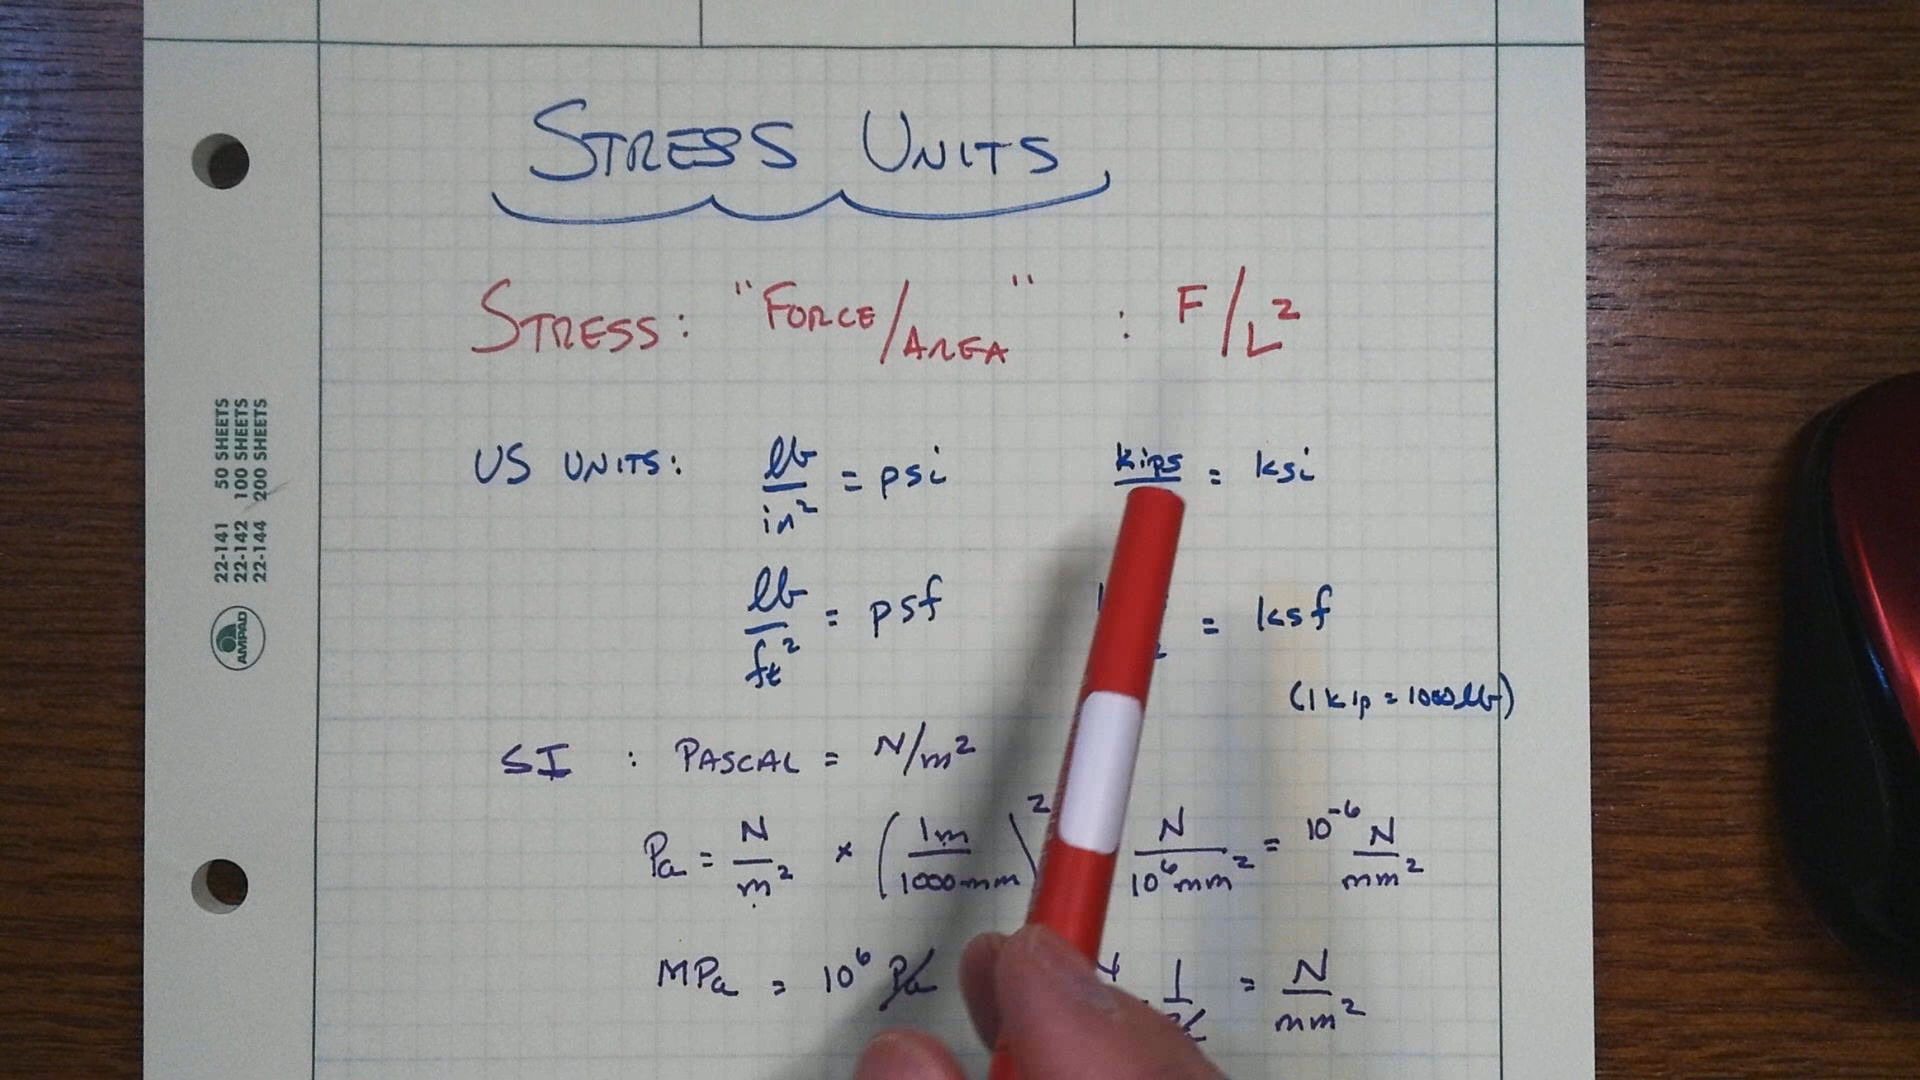 STRESS UNITS
STRESS: "FORCE/AREA" : F/L²
US UNITS: lb/in² = psi kips = ksi
lb/ft² = psf = ksf
(1 kip = 1000 lb)
SI : PASCAL = N/m²
Pa = N/m² × (1m/1000mm)² N/10⁶mm² = 10⁻⁶ N/mm²
MPa = 10⁶ Pa = N/mm²
22-141 50 SHEETS
22-142 100 SHEETS
22-144 200 SHEETS
AMPAD